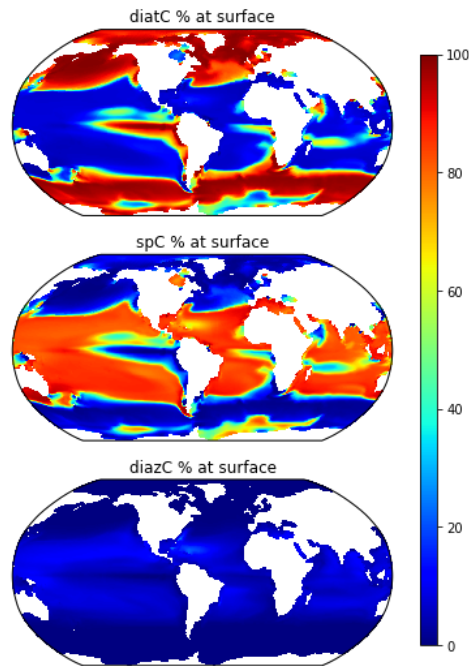 diatC % at surface
100
80
spC % at surface
60
40
diazC % at surface
20
0